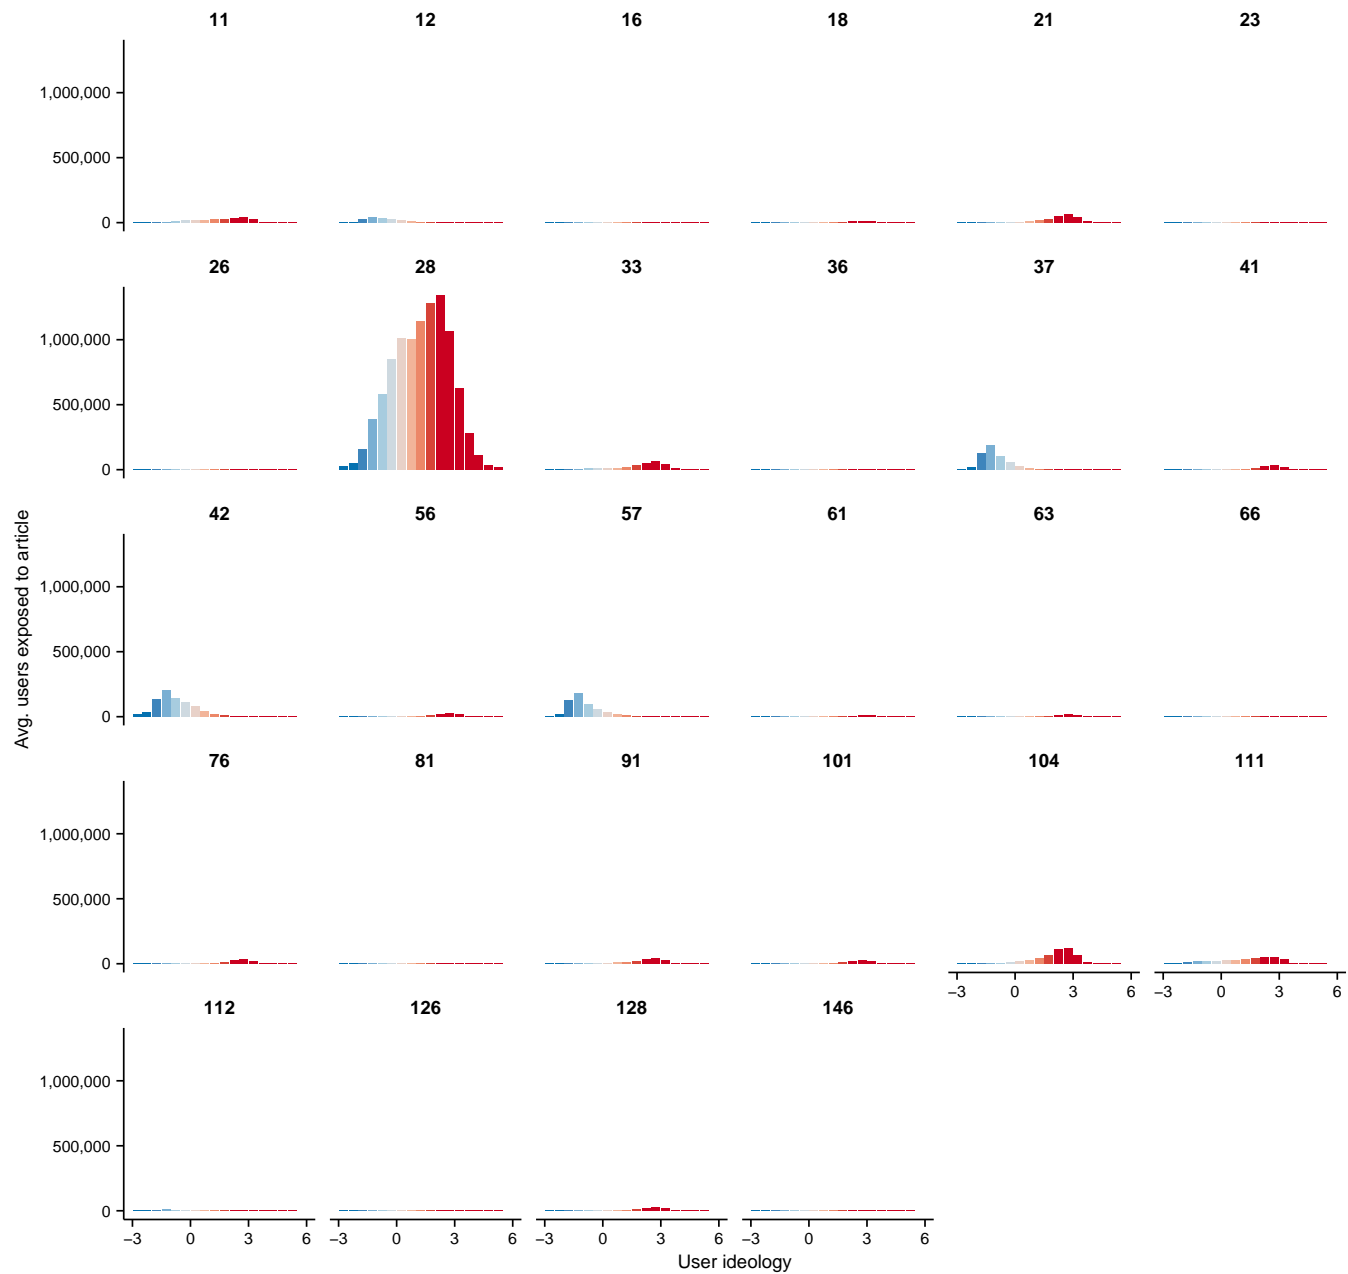 11 12 16 18 21 23
1,000,000
500,000
0
26 28 33 36 37 41
1,000,000
500,000
0
42 56 57 61 63 66
1,000,000
500,000
0
Avg. users exposed to article
76 81 91 101 104 111
1,000,000
500,000
0
−3 0 3 6 −3 0 3 6
112 126 128 146
1,000,000
500,000
0
−3 0 3 6 −3 0 3 6 −3 0 3 6 −3 0 3 6
User ideology